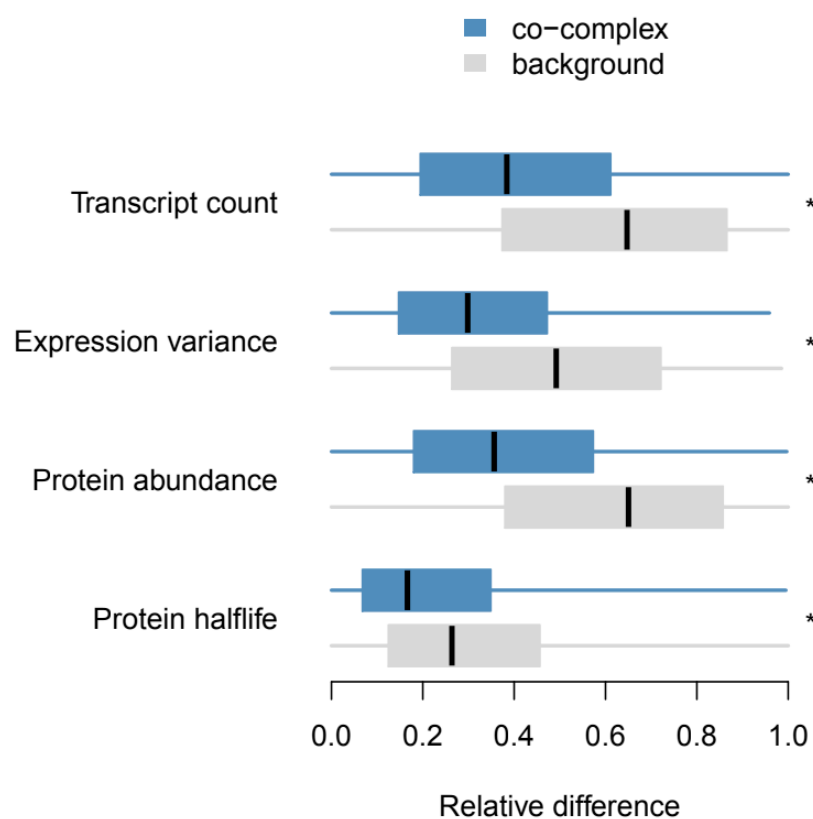 co−complex
background
Transcript count
*
Expression variance
*
Protein abundance
*
Protein halflife
*
0.0 0.2 0.4 0.6 0.8 1.0
Relative difference